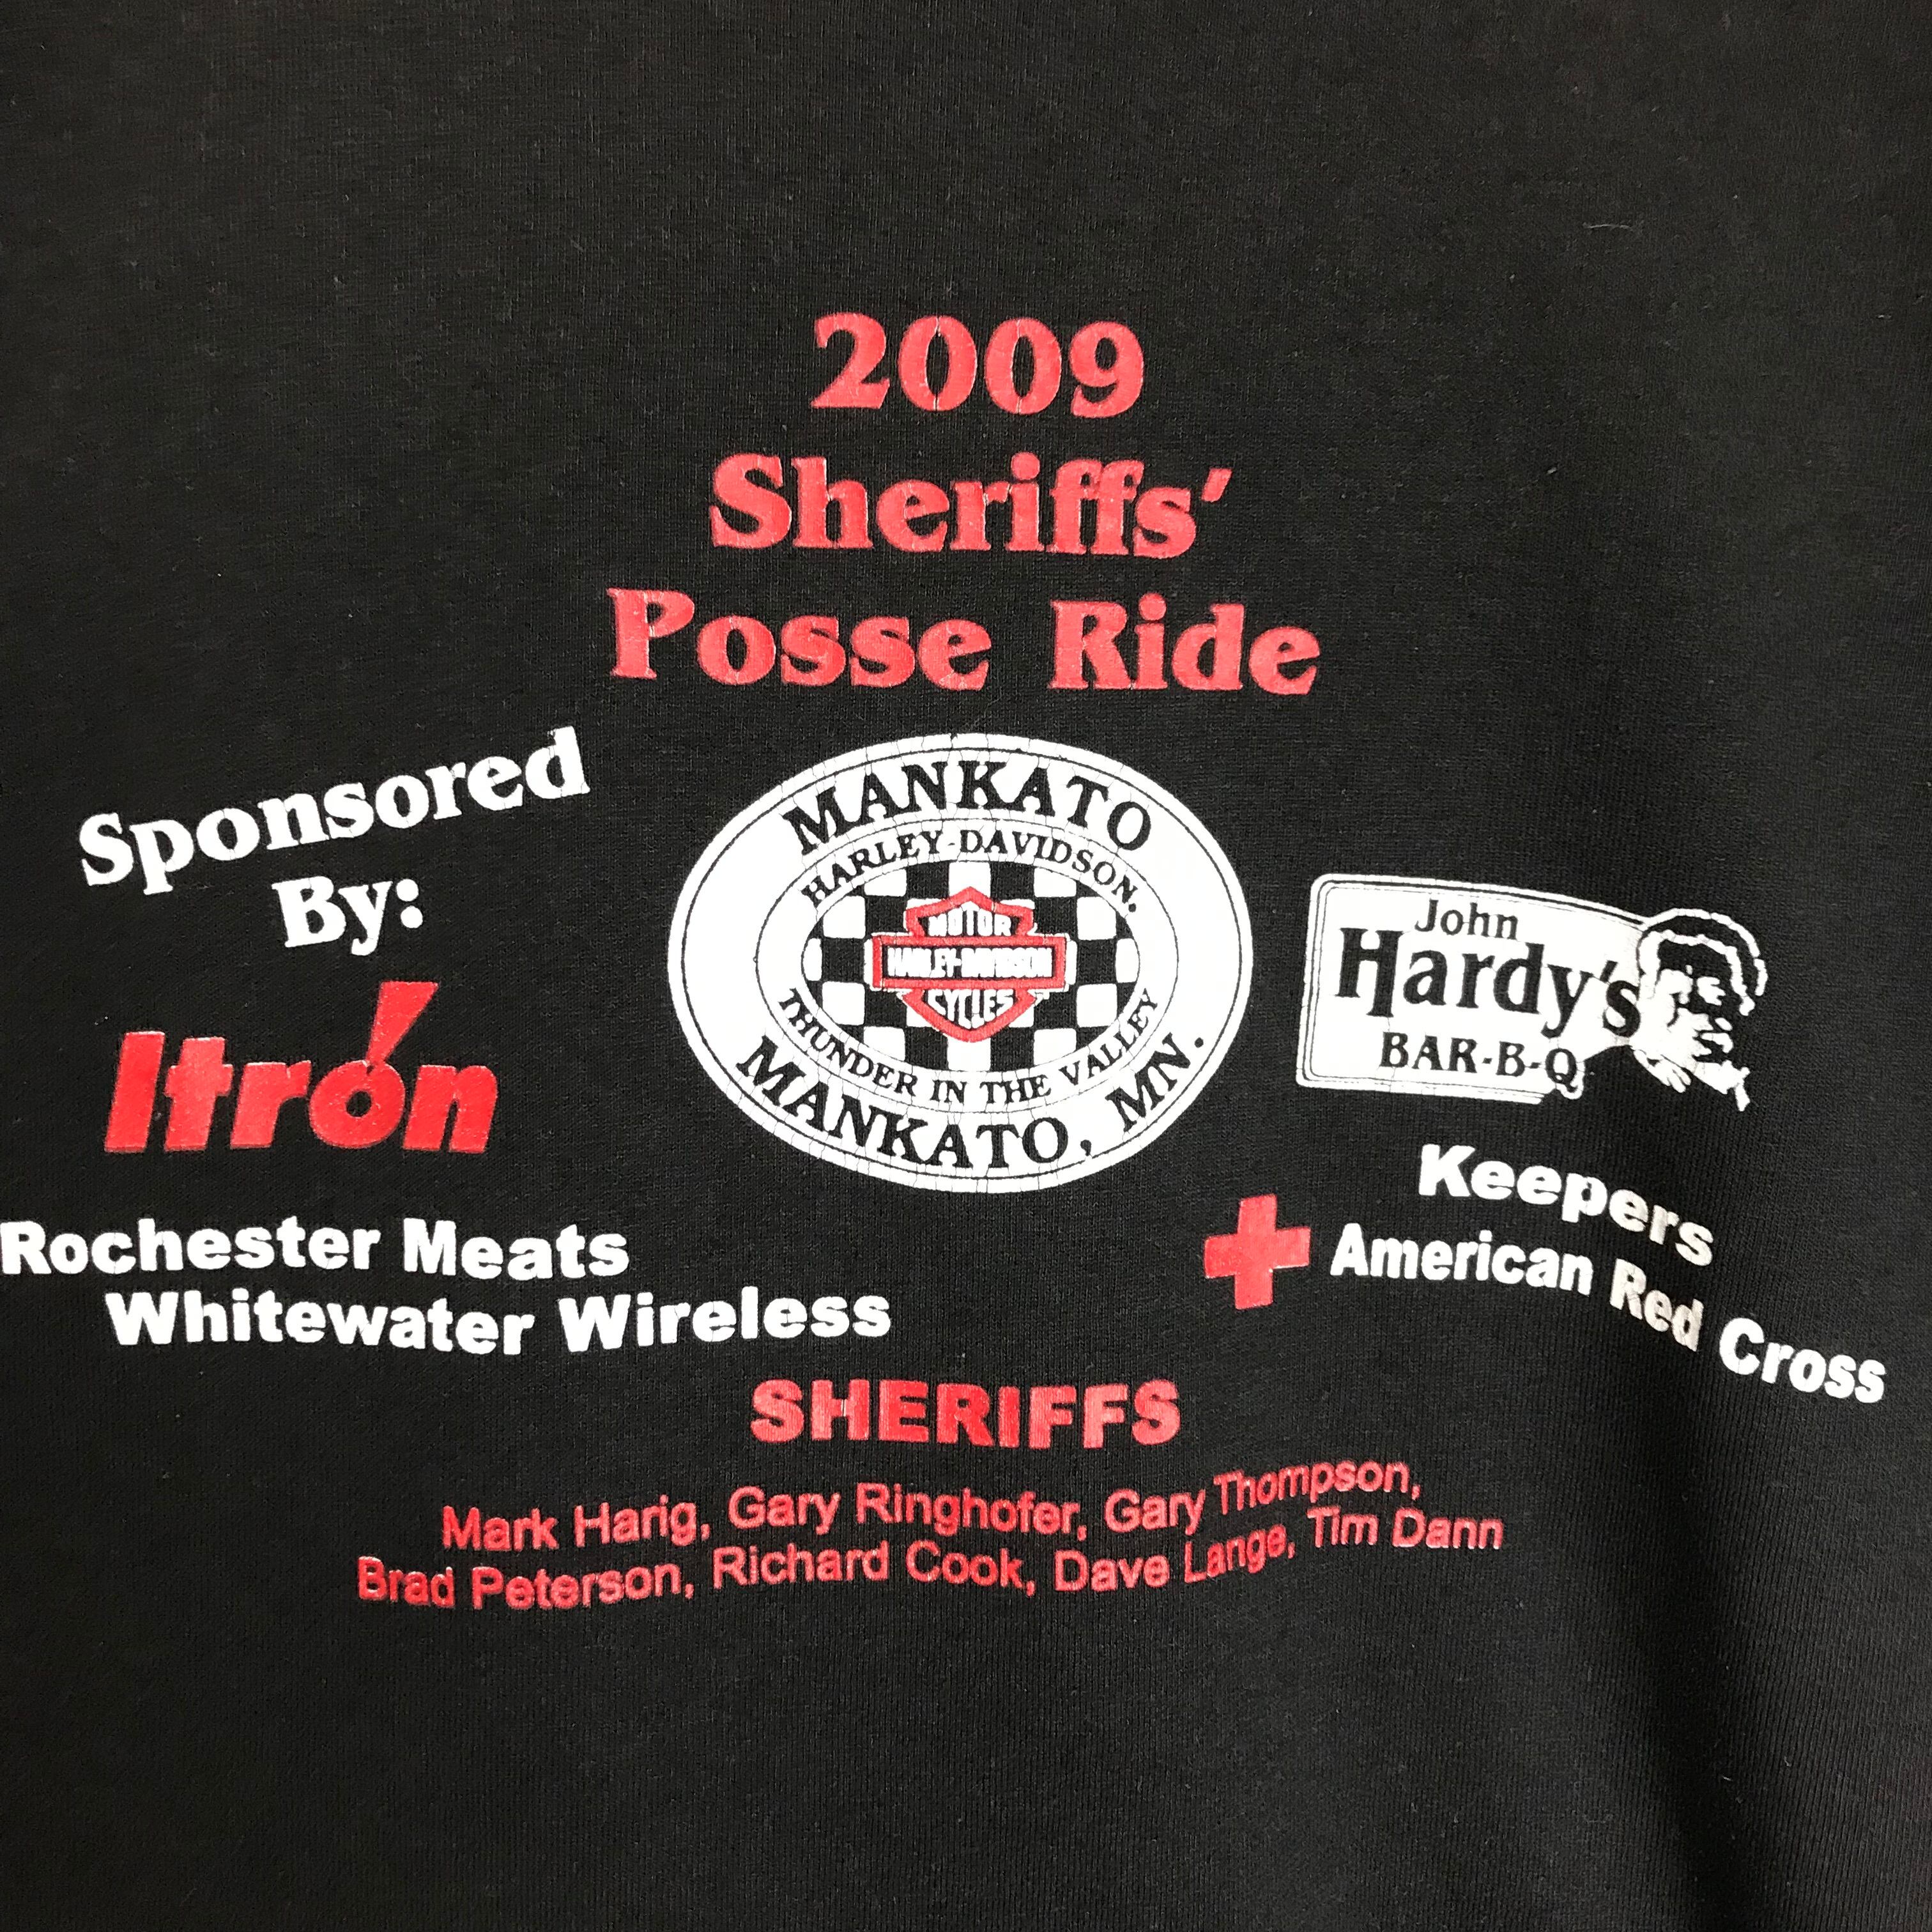 2009
Sheriffs'
Posse Ride
Sponsored
By:
Itrón
Rochester Meats
Whitewater Wireless
MANKATO
HARLEY-DAVIDSON.
MOTOR
HARLEY-DAVIDSON
CYCLES
THUNDER IN THE VALLEY
MANKATO, MN.
John
Hardy's
BAR-B-Q
Keepers
American Red Cross
SHERIFFS
Mark Harig, Gary Ringhofer, Gary Thompson,
Brad Peterson, Richard Cook, Dave Lange, Tim Dann